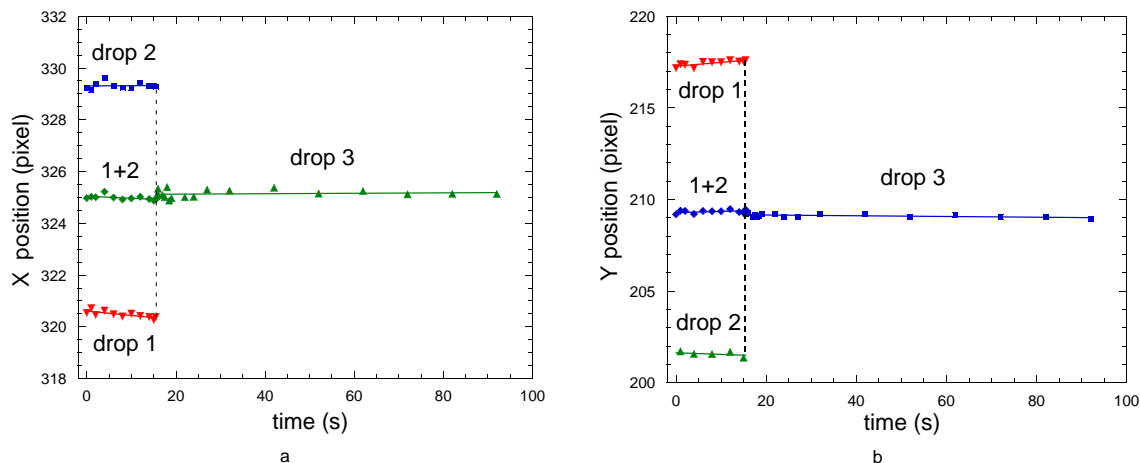 332
330
328
326
324
322
320
318
X position (pixel)
drop 2
1+2
drop 3
drop 1
0 20 40 60 80 100
time (s)
a
220
215
210
205
200
Y position (pixel)
drop 1
1+2
drop 3
drop 2
0 20 40 60 80 100
time (s)
b